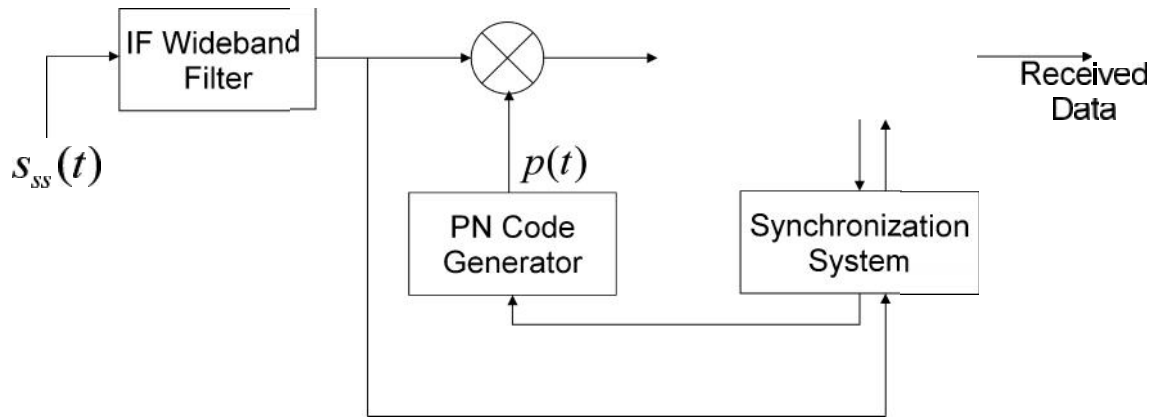 IF Wideband
Filter
s_ss(t)
p(t)
PN Code
Generator
Synchronization
System
Received
Data